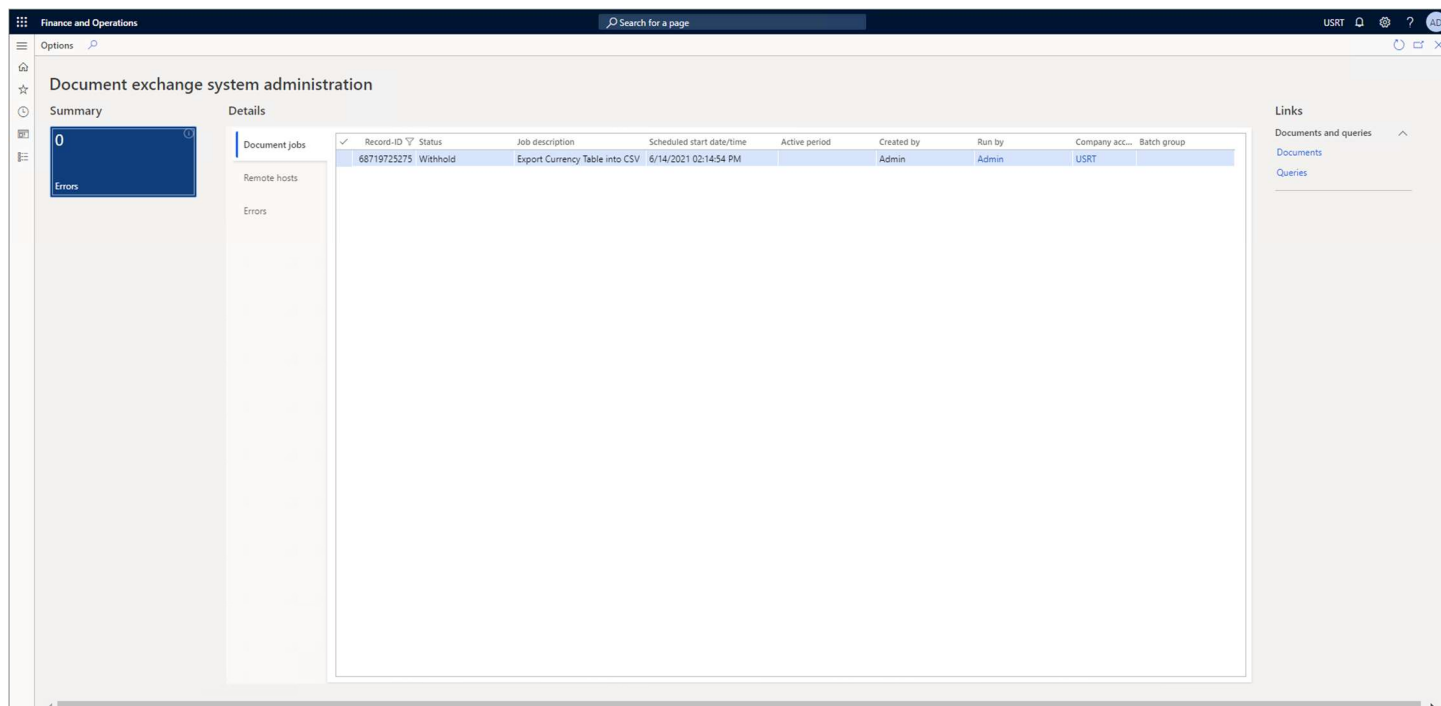 Finance and Operations
Search for a page
USRT
?
AD
Options
Document exchange system administration
Summary
0
Errors
Details
Document jobs
Remote hosts
Errors
Record-ID Status Job description Scheduled start date/time Active period Created by Run by Company acc... Batch group
68719725275 Withhold Export Currency Table into CSV 6/14/2021 02:14:54 PM Admin Admin USRT
Links
Documents and queries
Documents
Queries